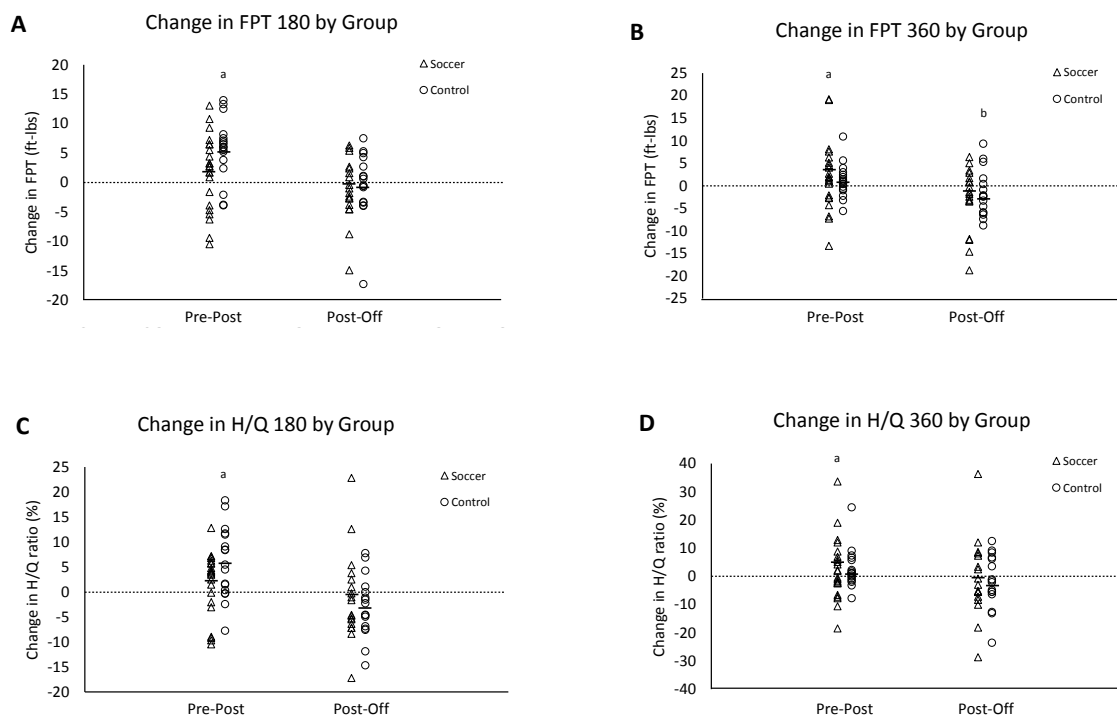 A
Change in FPT 180 by Group
Change in FPT (ft-lbs)
20
15
10
5
0
-5
-10
-15
-20
a
Soccer
Control
Pre-Post
Post-Off
B
Change in FPT 360 by Group
Change in FPT (ft-lbs)
25
20
15
10
5
0
-5
-10
-15
-20
-25
a
b
Soccer
Control
Pre-Post
Post-Off
C
Change in H/Q 180 by Group
Change in H/Q ratio (%)
25
20
15
10
5
0
-5
-10
-15
-20
a
Soccer
Control
Pre-Post
Post-Off
D
Change in H/Q 360 by Group
Change in H/Q ratio (%)
40
30
20
10
0
-10
-20
-30
-40
a
Soccer
Control
Pre-Post
Post-Off